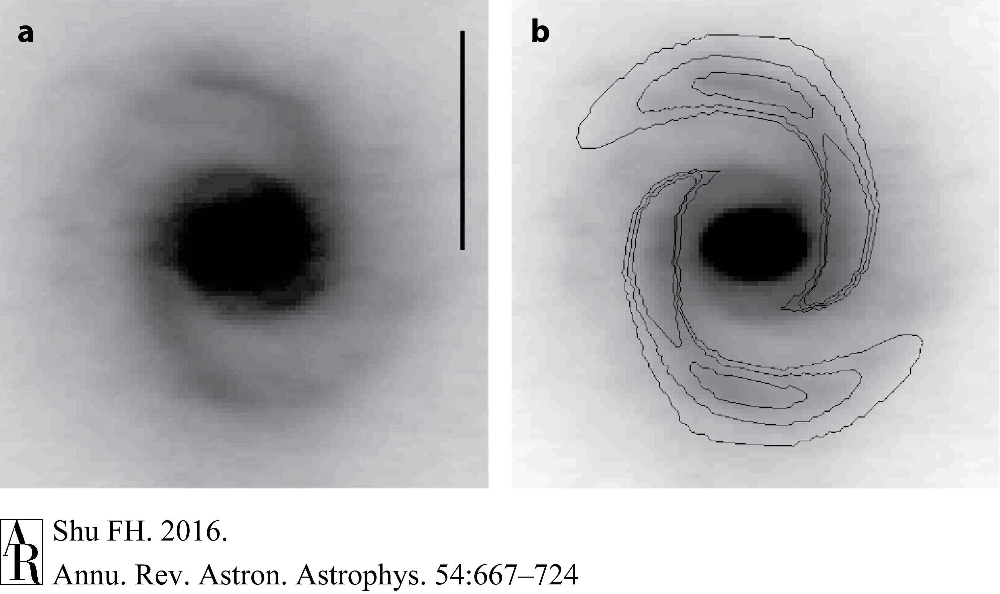 a
b
AR
Shu FH. 2016.
Annu. Rev. Astron. Astrophys. 54:667–724